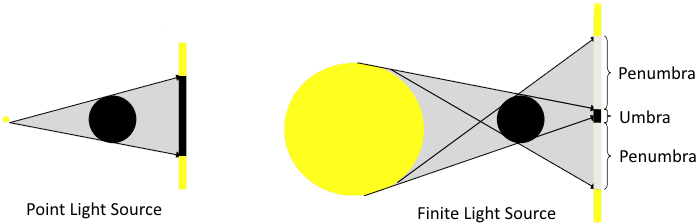 Penumbra
Umbra
Penumbra
Point Light Source
Finite Light Source